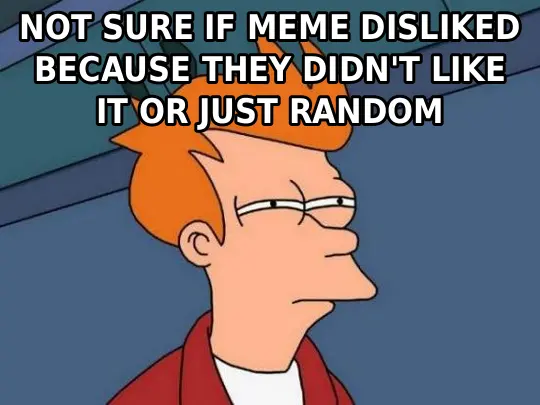 NOT SURE IF MEME DISLIKED
BECAUSE THEY DIDN'T LIKE
IT OR JUST RANDOM